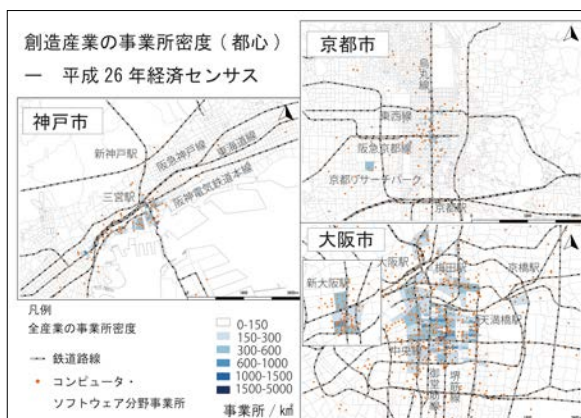 創造産業の事業所密度（都心）
― 平成26年経済センサス
神戸市
新神戸駅
阪急神戸線
東海道線
阪神電気鉄道本線
三宮駅
京都市
烏丸線
東西線
阪急京都線
京都リサーチパーク
京都駅
大阪市
大阪駅
梅田駅
京橋駅
新大阪駅
天満橋駅
中央線
御堂筋線
堺筋線
凡例
全産業の事業所密度
鉄道路線
コンピュータ・
ソフトウェア分野事業所
0-150
150-300
300-600
600-1000
1000-1500
1500-5000
事業所／k㎡